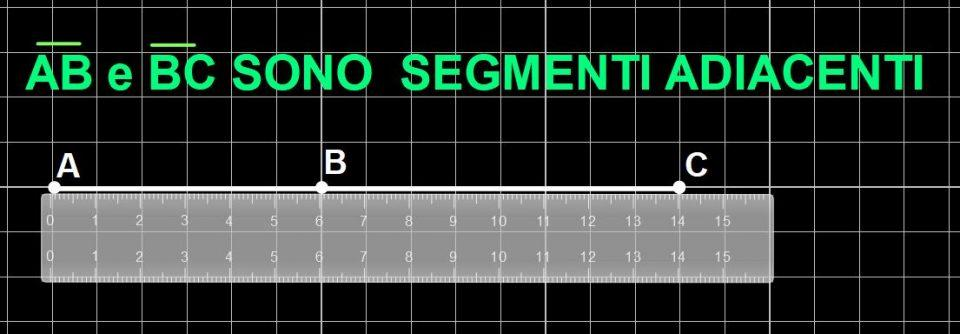 AB e BC SONO SEGMENTI ADIACENTI
A B C
0 1 2 3 4 5 6 7 8 9 10 11 12 13 14 15
0 1 2 3 4 5 6 7 8 9 10 11 12 13 14 15